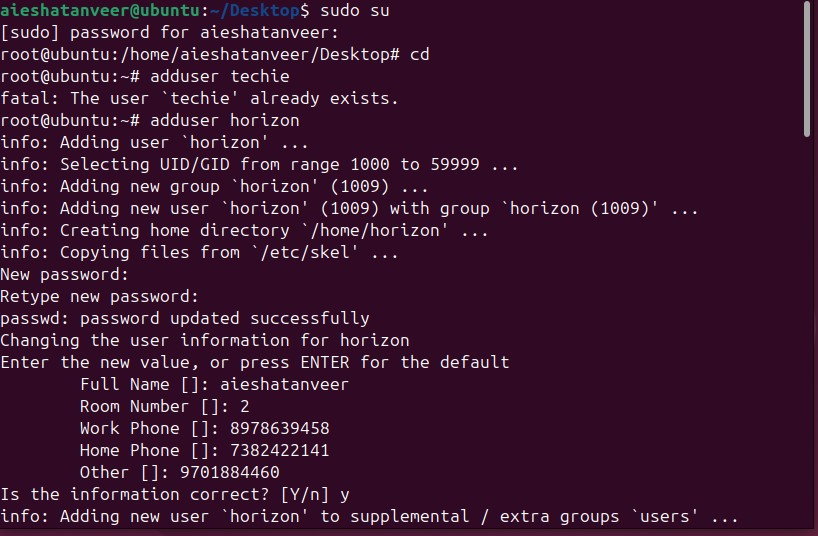 aieshatanveer@ubuntu:~/Desktop$ sudo su
[sudo] password for aieshatanveer:
root@ubuntu:/home/aieshatanveer/Desktop# cd
root@ubuntu:~# adduser techie
fatal: The user `techie' already exists.
root@ubuntu:~# adduser horizon
info: Adding user `horizon' ...
info: Selecting UID/GID from range 1000 to 59999 ...
info: Adding new group `horizon' (1009) ...
info: Adding new user `horizon' (1009) with group `horizon (1009)' ...
info: Creating home directory `/home/horizon' ...
info: Copying files from `/etc/skel' ...
New password:
Retype new password:
passwd: password updated successfully
Changing the user information for horizon
Enter the new value, or press ENTER for the default
Full Name []: aieshatanveer
Room Number []: 2
Work Phone []: 8978639458
Home Phone []: 7382422141
Other []: 9701884460
Is the information correct? [Y/n] y
info: Adding new user `horizon' to supplemental / extra groups `users' ...